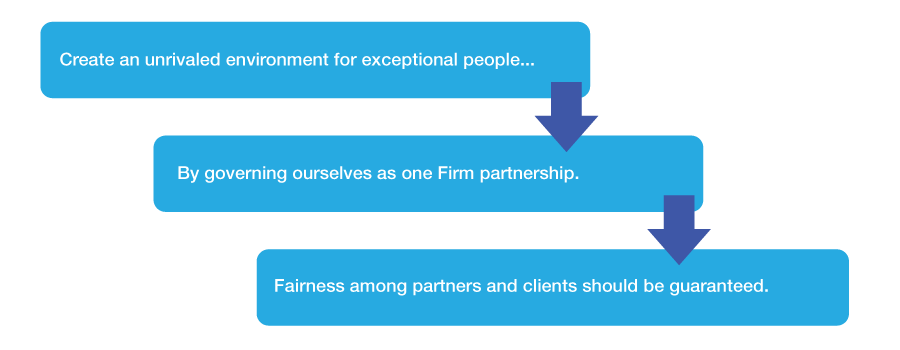 Create an unrivaled environment for exceptional people...
By governing ourselves as one Firm partnership.
Fairness among partners and clients should be guaranteed.